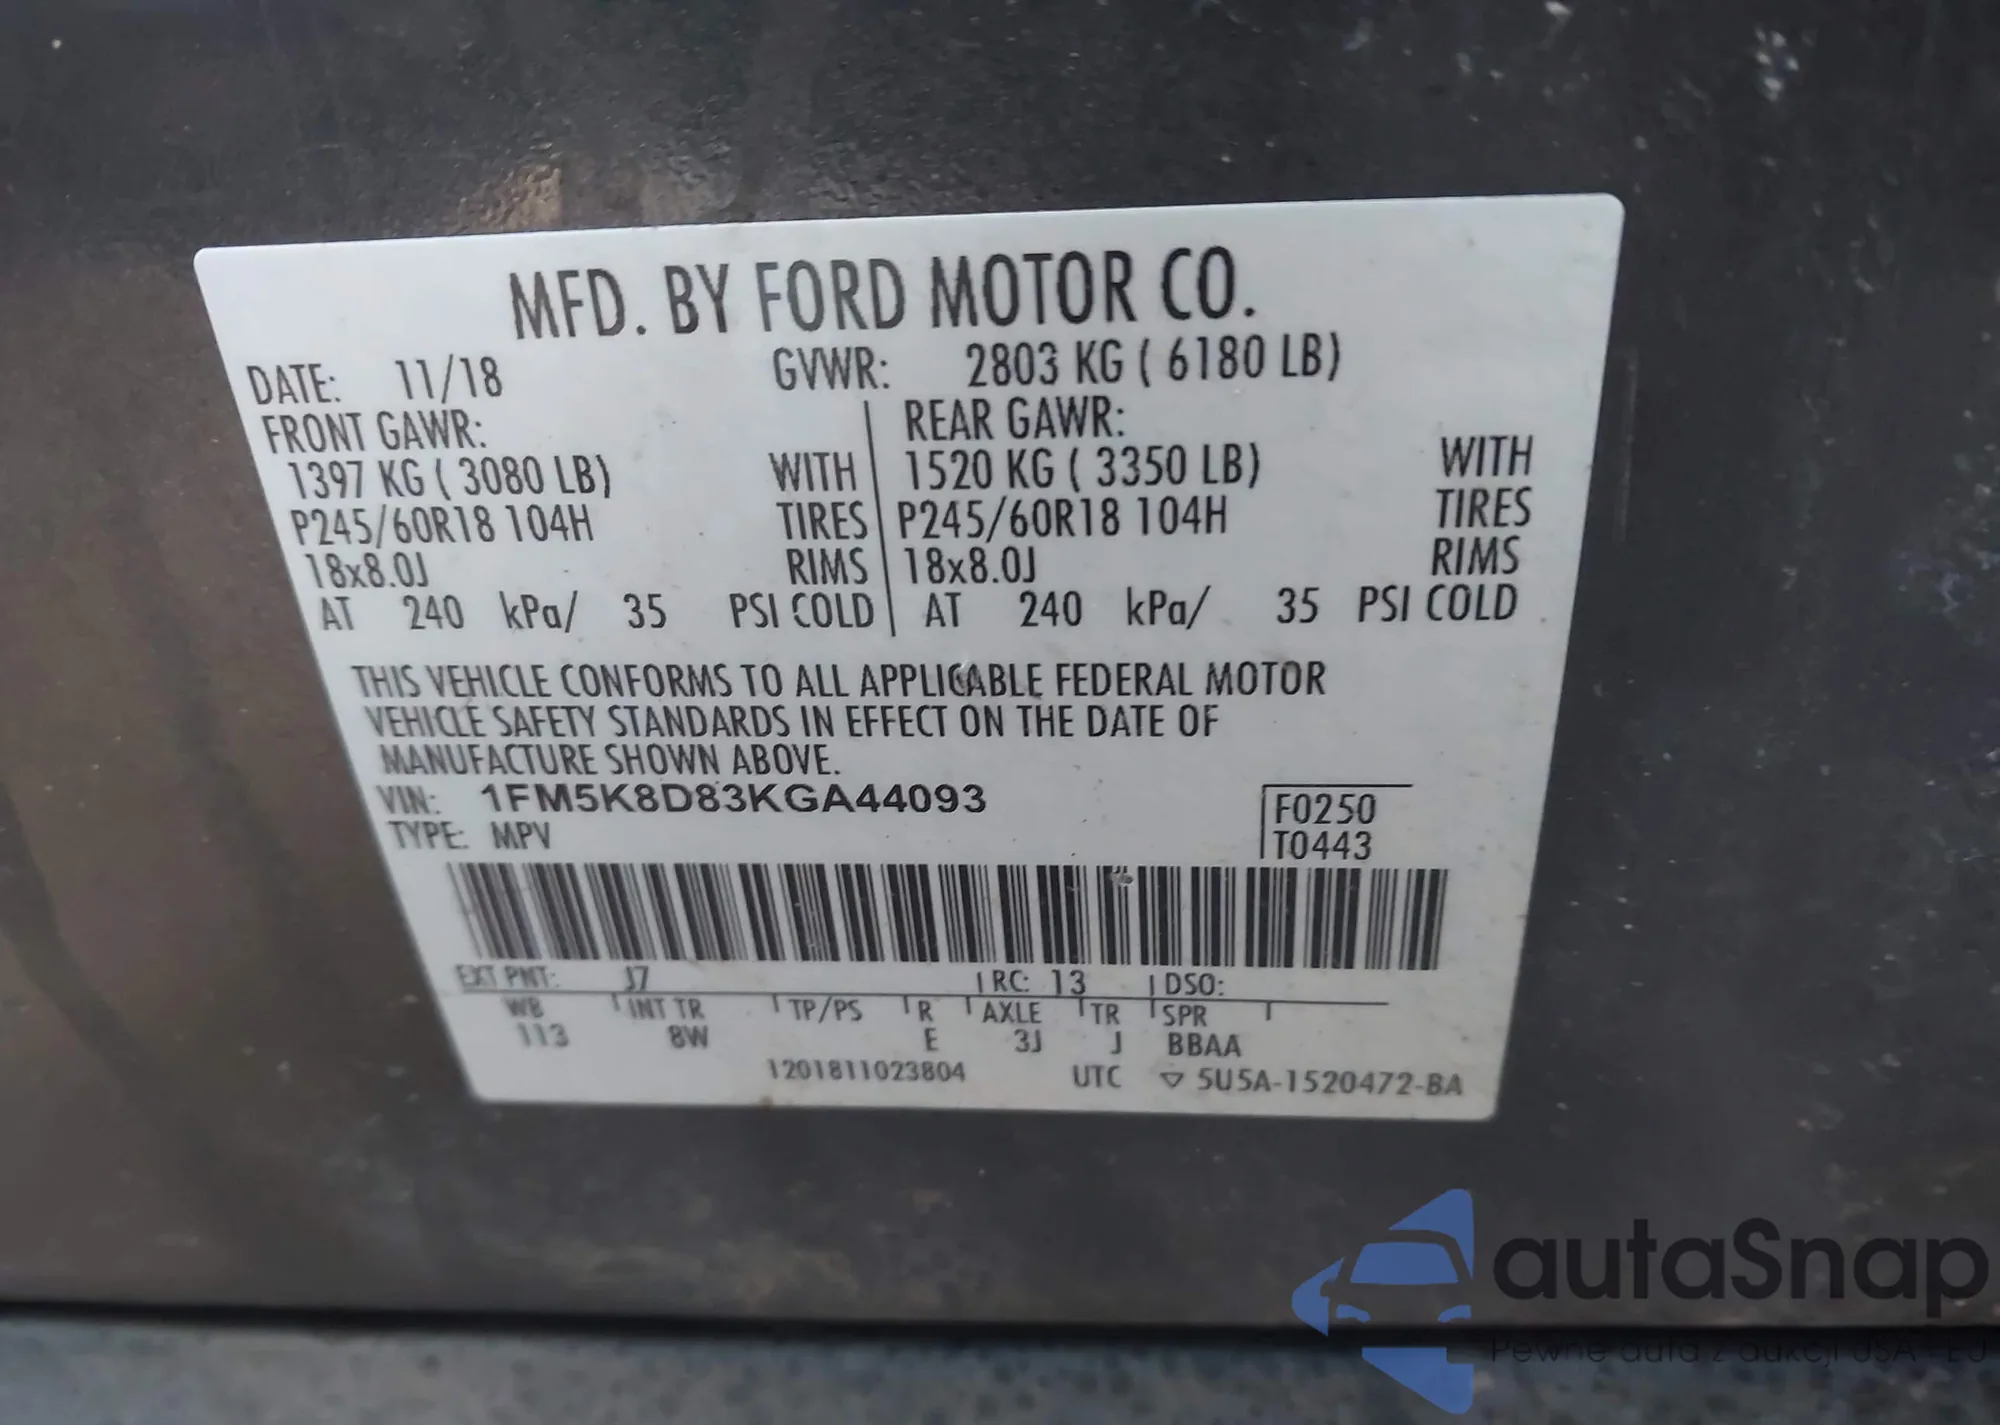 MFD. BY FORD MOTOR CO.
DATE: 11/18 GVWR: 2803 KG ( 6180 LB)
FRONT GAWR: REAR GAWR:
1397 KG ( 3080 LB) WITH 1520 KG ( 3350 LB) WITH
P245/60R18 104H TIRES P245/60R18 104H TIRES
18x8.0J RIMS 18x8.0J RIMS
AT 240 kPa/ 35 PSI COLD AT 240 kPa/ 35 PSI COLD
THIS VEHICLE CONFORMS TO ALL APPLICABLE FEDERAL MOTOR
VEHICLE SAFETY STANDARDS IN EFFECT ON THE DATE OF
MANUFACTURE SHOWN ABOVE.
VIN: 1FM5K8D83KGA44093 F0250
TYPE: MPV T0443
EXT PNT: J7 RC: 13 DSO:
WB INT TR TP/PS R AXLE TR SPR
113 8W E 3J J BBAA
1201811023804 UTC ▽ 5U5A-1520472-BA
autaSnap
Pewne auta z aukcji USA - EU